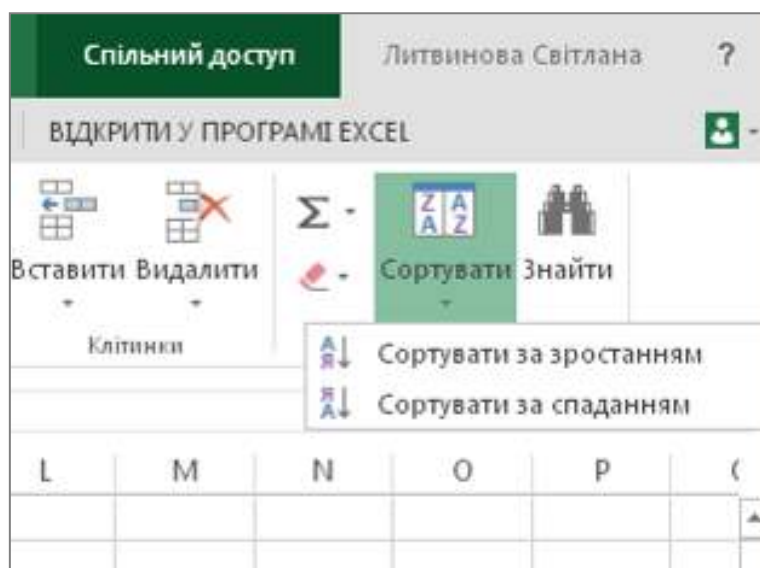 Спільний доступ Литвинова Світлана ?
ВІДКРИТИ У ПРОГРАМІ EXCEL
Σ
Z A
A Z
Вставити Видалити Сортувати Знайти
Клітинки
А Я Сортувати за зростанням
Я А Сортувати за спаданням
L M N O P